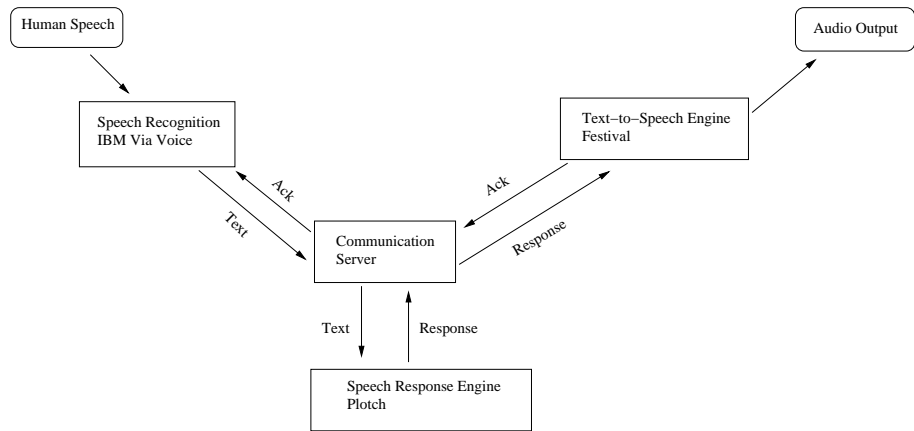 Human Speech
Audio Output
Speech Recognition
IBM Via Voice
Text−to−Speech Engine
Festival
Ack
Text
Ack
Response
Communication
Server
Text
Response
Speech Response Engine
Plotch